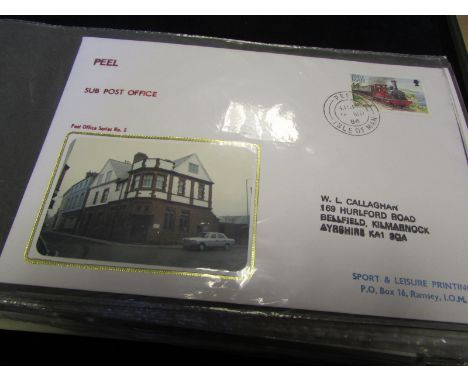 PEEL
SUB POST OFFICE
Post Office Series No. 2
PEEL
ISLE OF MAN
W. L. CALLAGHAN
169 HURLFORD ROAD
BELLFIELD, KILMARNOCK
AYRSHIRE KA1 3QA
SPORT & LEISURE PRINTING
P.O. Box 16, Ramsey, I.O.M.